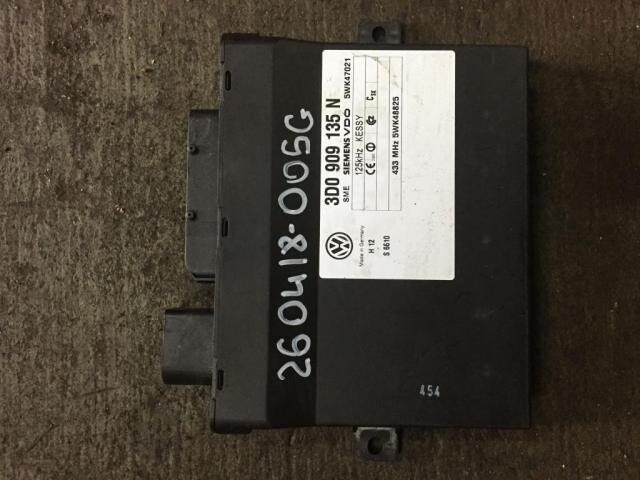 3D0 909 135 N
SME SIEMENS VDO 5WK47021
125kHz KESSY
CE
433 MHz 5WK48825
Made in Germany
H 12
S 6610
260418-005G
454